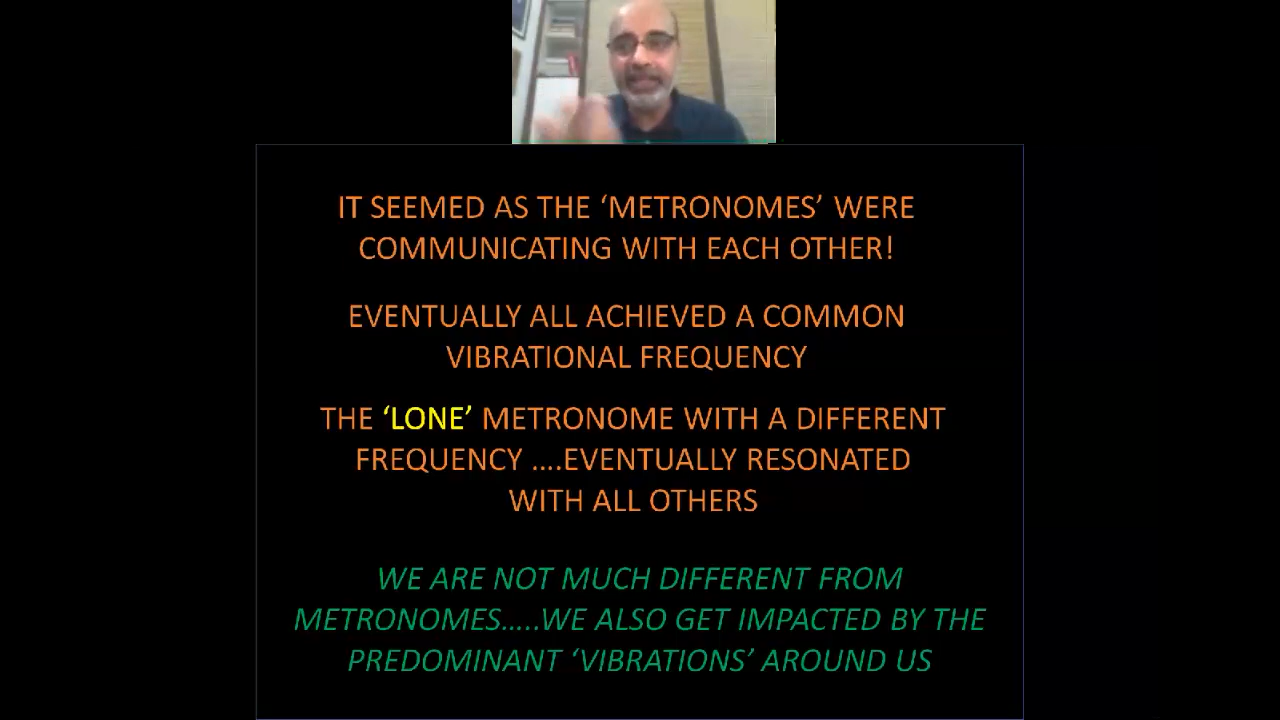 IT SEEMED AS THE ‘METRONOMES’ WERE
COMMUNICATING WITH EACH OTHER!
EVENTUALLY ALL ACHIEVED A COMMON
VIBRATIONAL FREQUENCY
THE ‘LONE’ METRONOME WITH A DIFFERENT
FREQUENCY ….EVENTUALLY RESONATED
WITH ALL OTHERS
WE ARE NOT MUCH DIFFERENT FROM
METRONOMES…..WE ALSO GET IMPACTED BY THE
PREDOMINANT ‘VIBRATIONS’ AROUND US